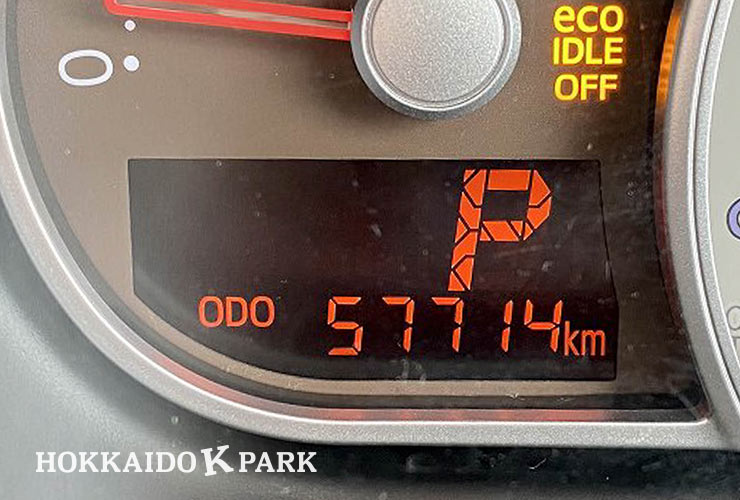 0
eco
IDLE
OFF
P
ODO 57714km
HOKKAIDO K PARK